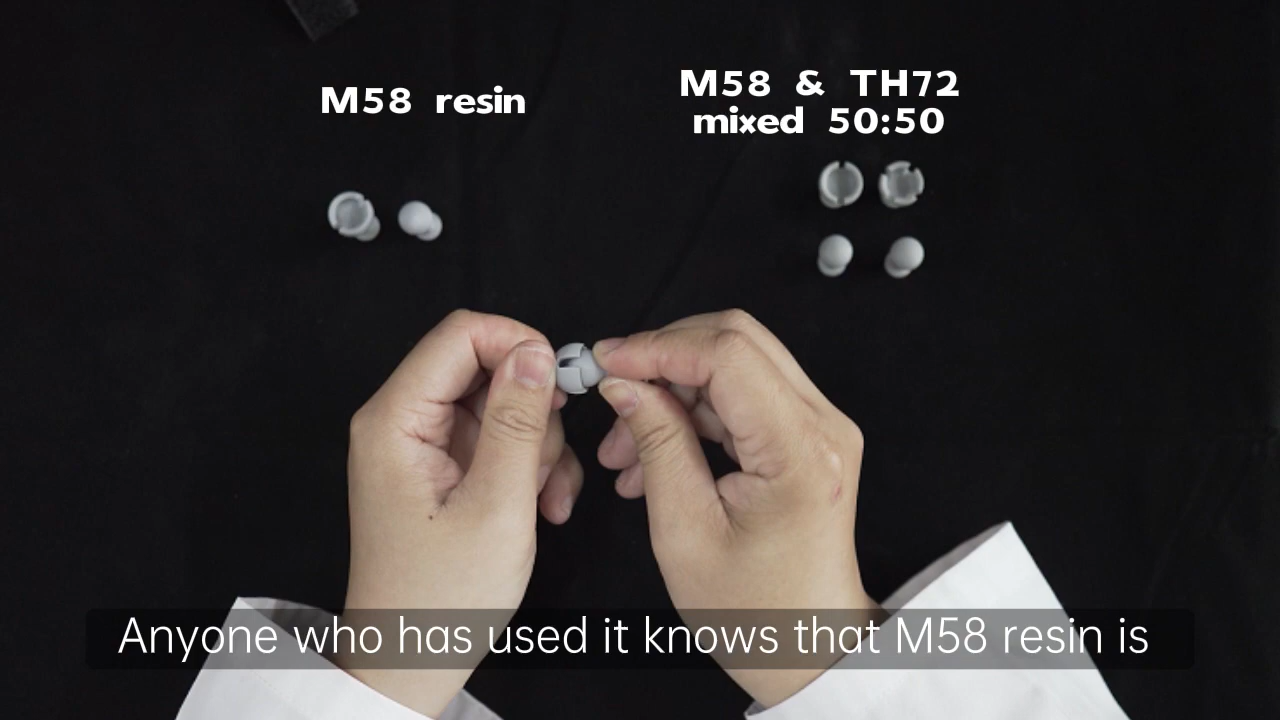 M58 resin
M58 & TH72
mixed 50:50
Anyone who has used it knows that M58 resin is